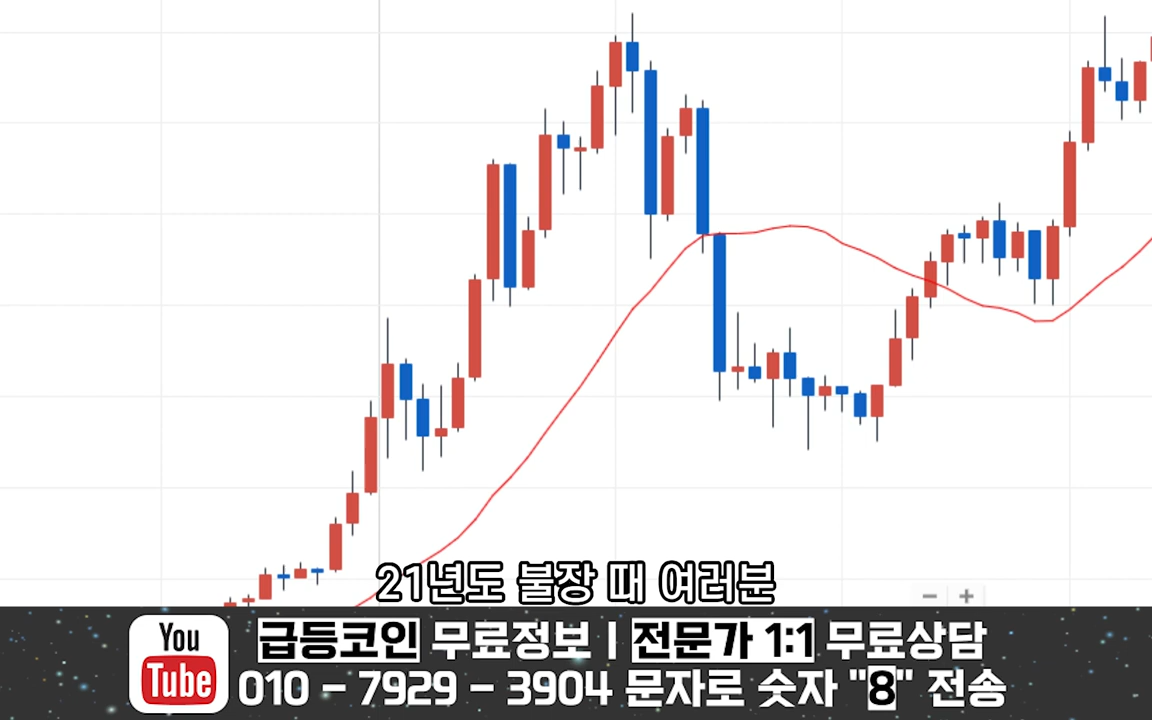 21년도 불장 때 여러분
You
Tube
급등코인 무료정보 | 전문가 1:1 무료상담
010 - 7929 - 3904 문자로 숫자 "8" 전송